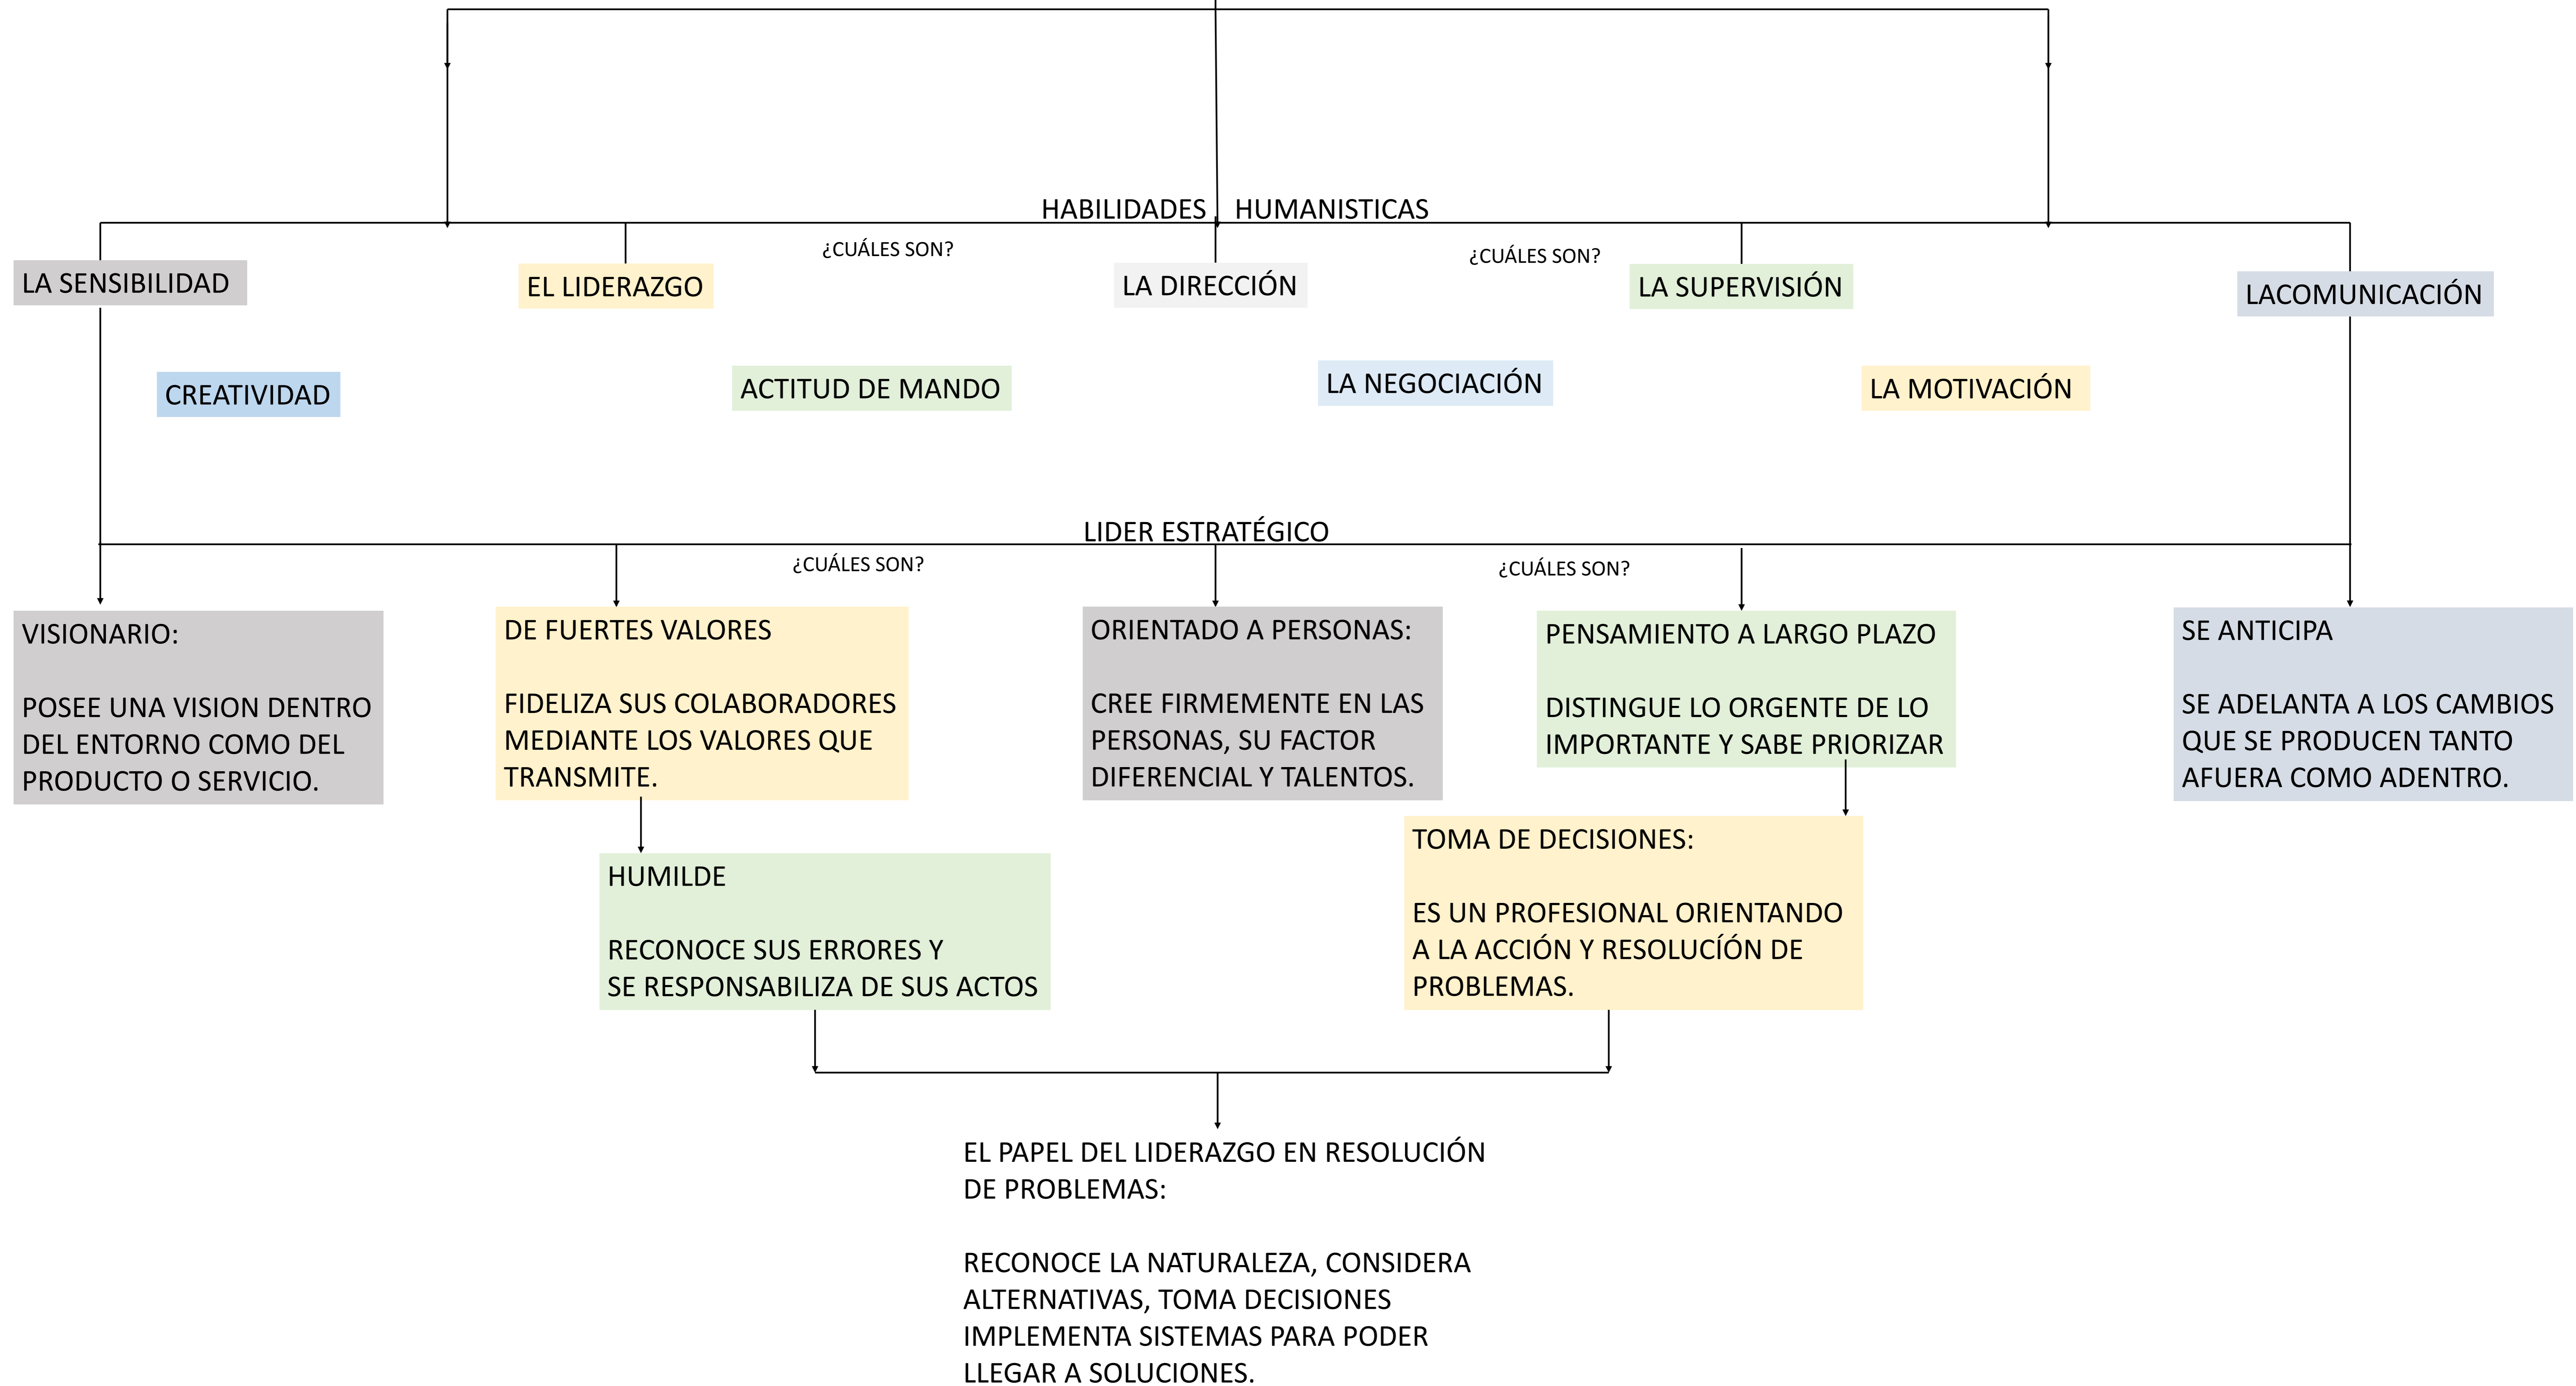 HABILIDADES HUMANISTICAS
¿CUÁLES SON?
¿CUÁLES SON?
LA SENSIBILIDAD
EL LIDERAZGO
LA DIRECCIÓN
LA SUPERVISIÓN
LACOMUNICACIÓN
CREATIVIDAD
ACTITUD DE MANDO
LA NEGOCIACIÓN
LA MOTIVACIÓN
LIDER ESTRATÉGICO
¿CUÁLES SON?
¿CUÁLES SON?
VISIONARIO:
POSEE UNA VISION DENTRO
DEL ENTORNO COMO DEL
PRODUCTO O SERVICIO.
DE FUERTES VALORES
FIDELIZA SUS COLABORADORES
MEDIANTE LOS VALORES QUE
TRANSMITE.
ORIENTADO A PERSONAS:
CREE FIRMEMENTE EN LAS
PERSONAS, SU FACTOR
DIFERENCIAL Y TALENTOS.
PENSAMIENTO A LARGO PLAZO
DISTINGUE LO ORGENTE DE LO
IMPORTANTE Y SABE PRIORIZAR
SE ANTICIPA
SE ADELANTA A LOS CAMBIOS
QUE SE PRODUCEN TANTO
AFUERA COMO ADENTRO.
HUMILDE
RECONOCE SUS ERRORES Y
SE RESPONSABILIZA DE SUS ACTOS
TOMA DE DECISIONES:
ES UN PROFESIONAL ORIENTANDO
A LA ACCIÓN Y RESOLUCÍÓN DE
PROBLEMAS.
EL PAPEL DEL LIDERAZGO EN RESOLUCIÓN
DE PROBLEMAS:
RECONOCE LA NATURALEZA, CONSIDERA
ALTERNATIVAS, TOMA DECISIONES
IMPLEMENTA SISTEMAS PARA PODER
LLEGAR A SOLUCIONES.